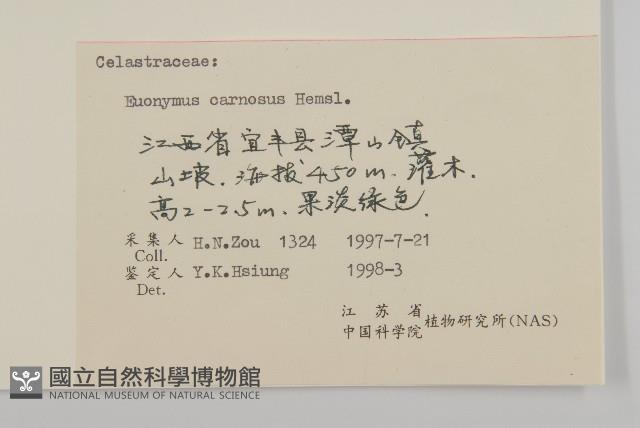 Celastraceae:
Euonymus carnosus Hemsl.
江西省宜丰县潭山镇
山坡. 海拔450m. 灌木.
高2-2.5m. 果淡绿色.
采集人 H.N.Zou 1324 1997-7-21
Coll.
鉴定人 Y.K.Hsiung 1998-3
Det.
江苏省
中国科学院植物研究所(NAS)
國立自然科學博物館
NATIONAL MUSEUM OF NATURAL SCIENCE